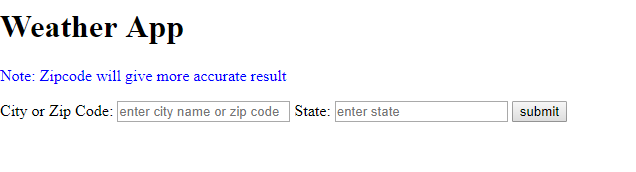 Weather App
Note: Zipcode will give more accurate result
City or Zip Code: enter city name or zip code State: enter state submit